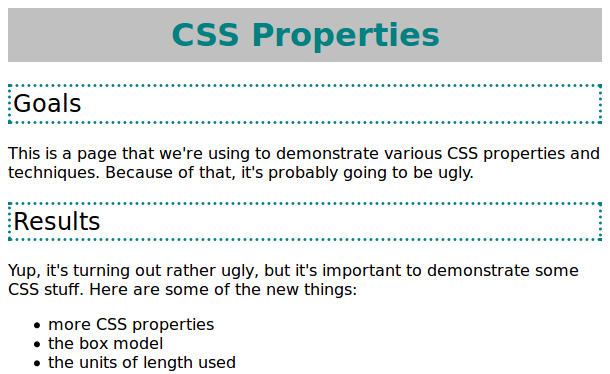 CSS Properties
Goals
This is a page that we're using to demonstrate various CSS properties and
techniques. Because of that, it's probably going to be ugly.
Results
Yup, it's turning out rather ugly, but it's important to demonstrate some
CSS stuff. Here are some of the new things:
• more CSS properties
• the box model
• the units of length used